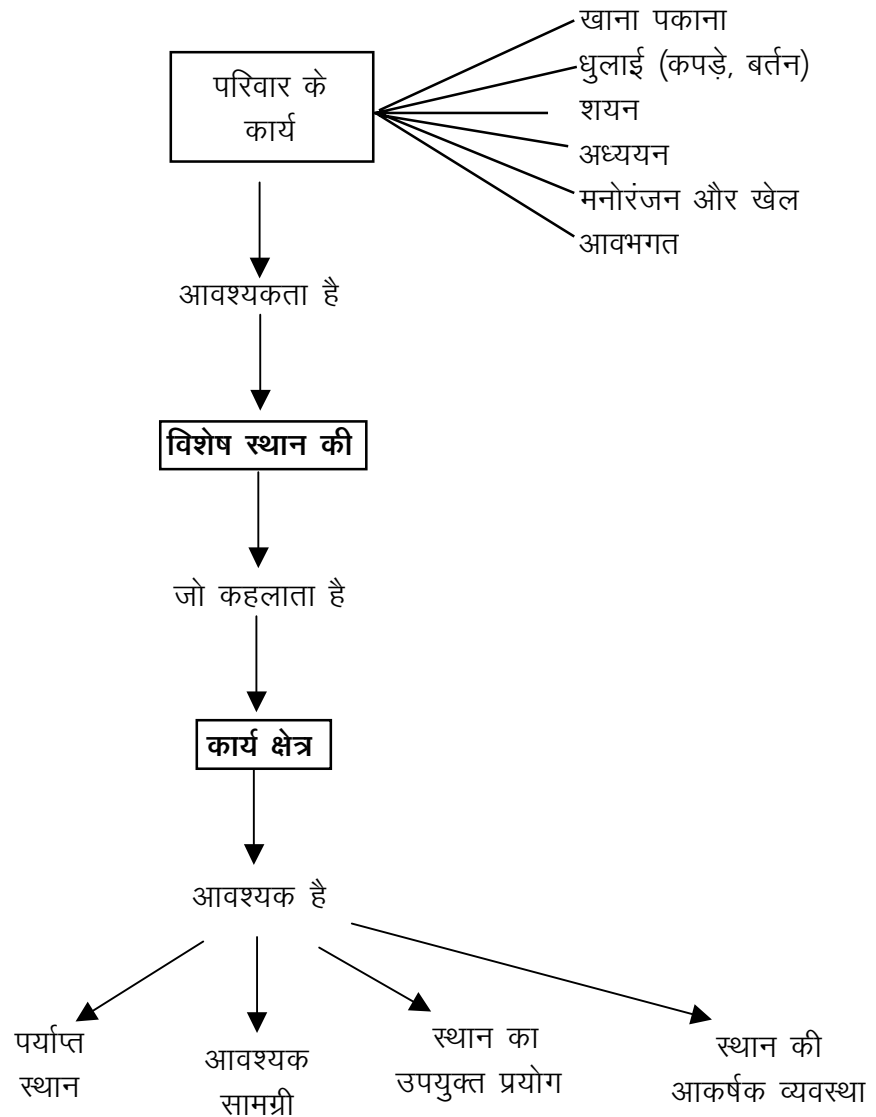 परिवार के
कार्य
खाना पकाना
धुलाई (कपड़े, बर्तन)
शयन
अध्ययन
मनोरंजन और खेल
आवभगत
आवश्यकता है
विशेष स्थान की
जो कहलाता है
कार्य क्षेत्र
आवश्यक है
पर्याप्त
स्थान
आवश्यक
सामग्री
स्थान का
उपयुक्त प्रयोग
स्थान की
आकर्षक व्यवस्था